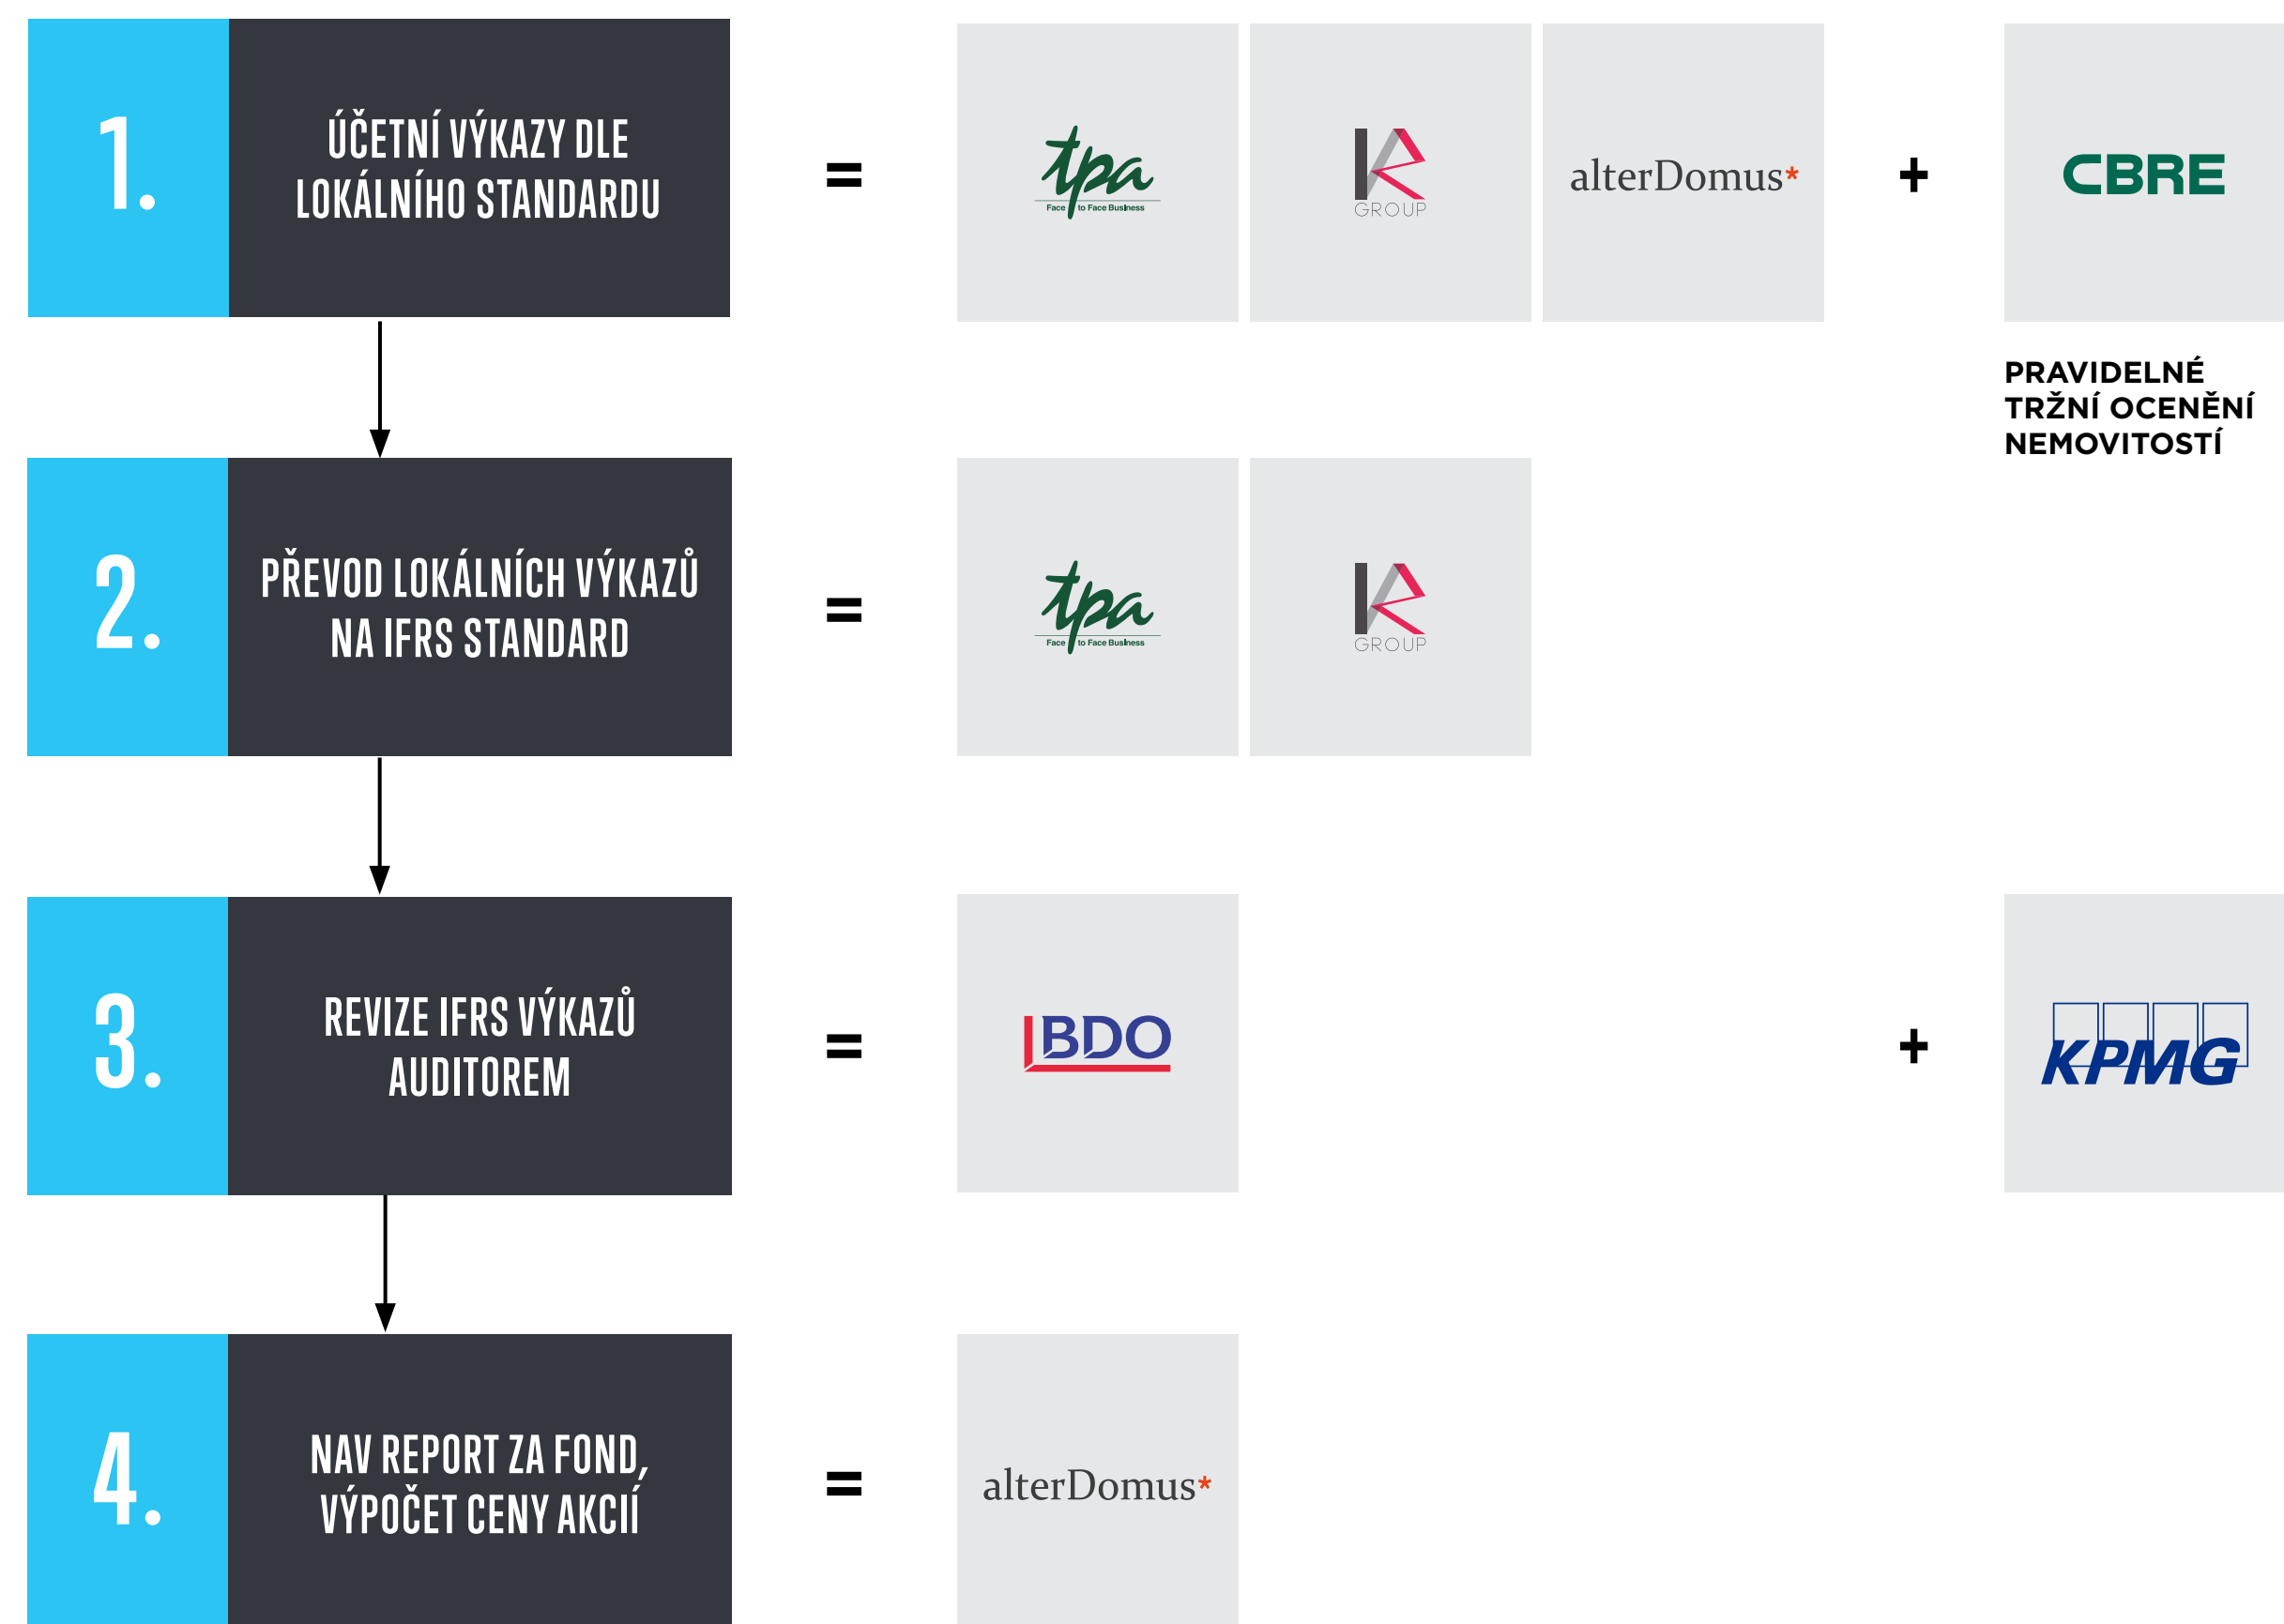 1.
ÚČETNÍ VÝKAZY DLE
LOKÁLNÍHO STANDARDU
=
tpa
Face to Face Business
KR
GROUP
alterDomus*
+
CBRE
PRAVIDELNÉ
TRŽNÍ OCENĚNÍ
NEMOVITOSTÍ
2.
PŘEVOD LOKÁLNÍCH VÝKAZŮ
NA IFRS STANDARD
=
tpa
Face to Face Business
KR
GROUP
3.
REVIZE IFRS VÝKAZŮ
AUDITOREM
=
BDO
+
KPMG
4.
NAV REPORT ZA FOND,
VÝPOČET CENY AKCIÍ
=
alterDomus*